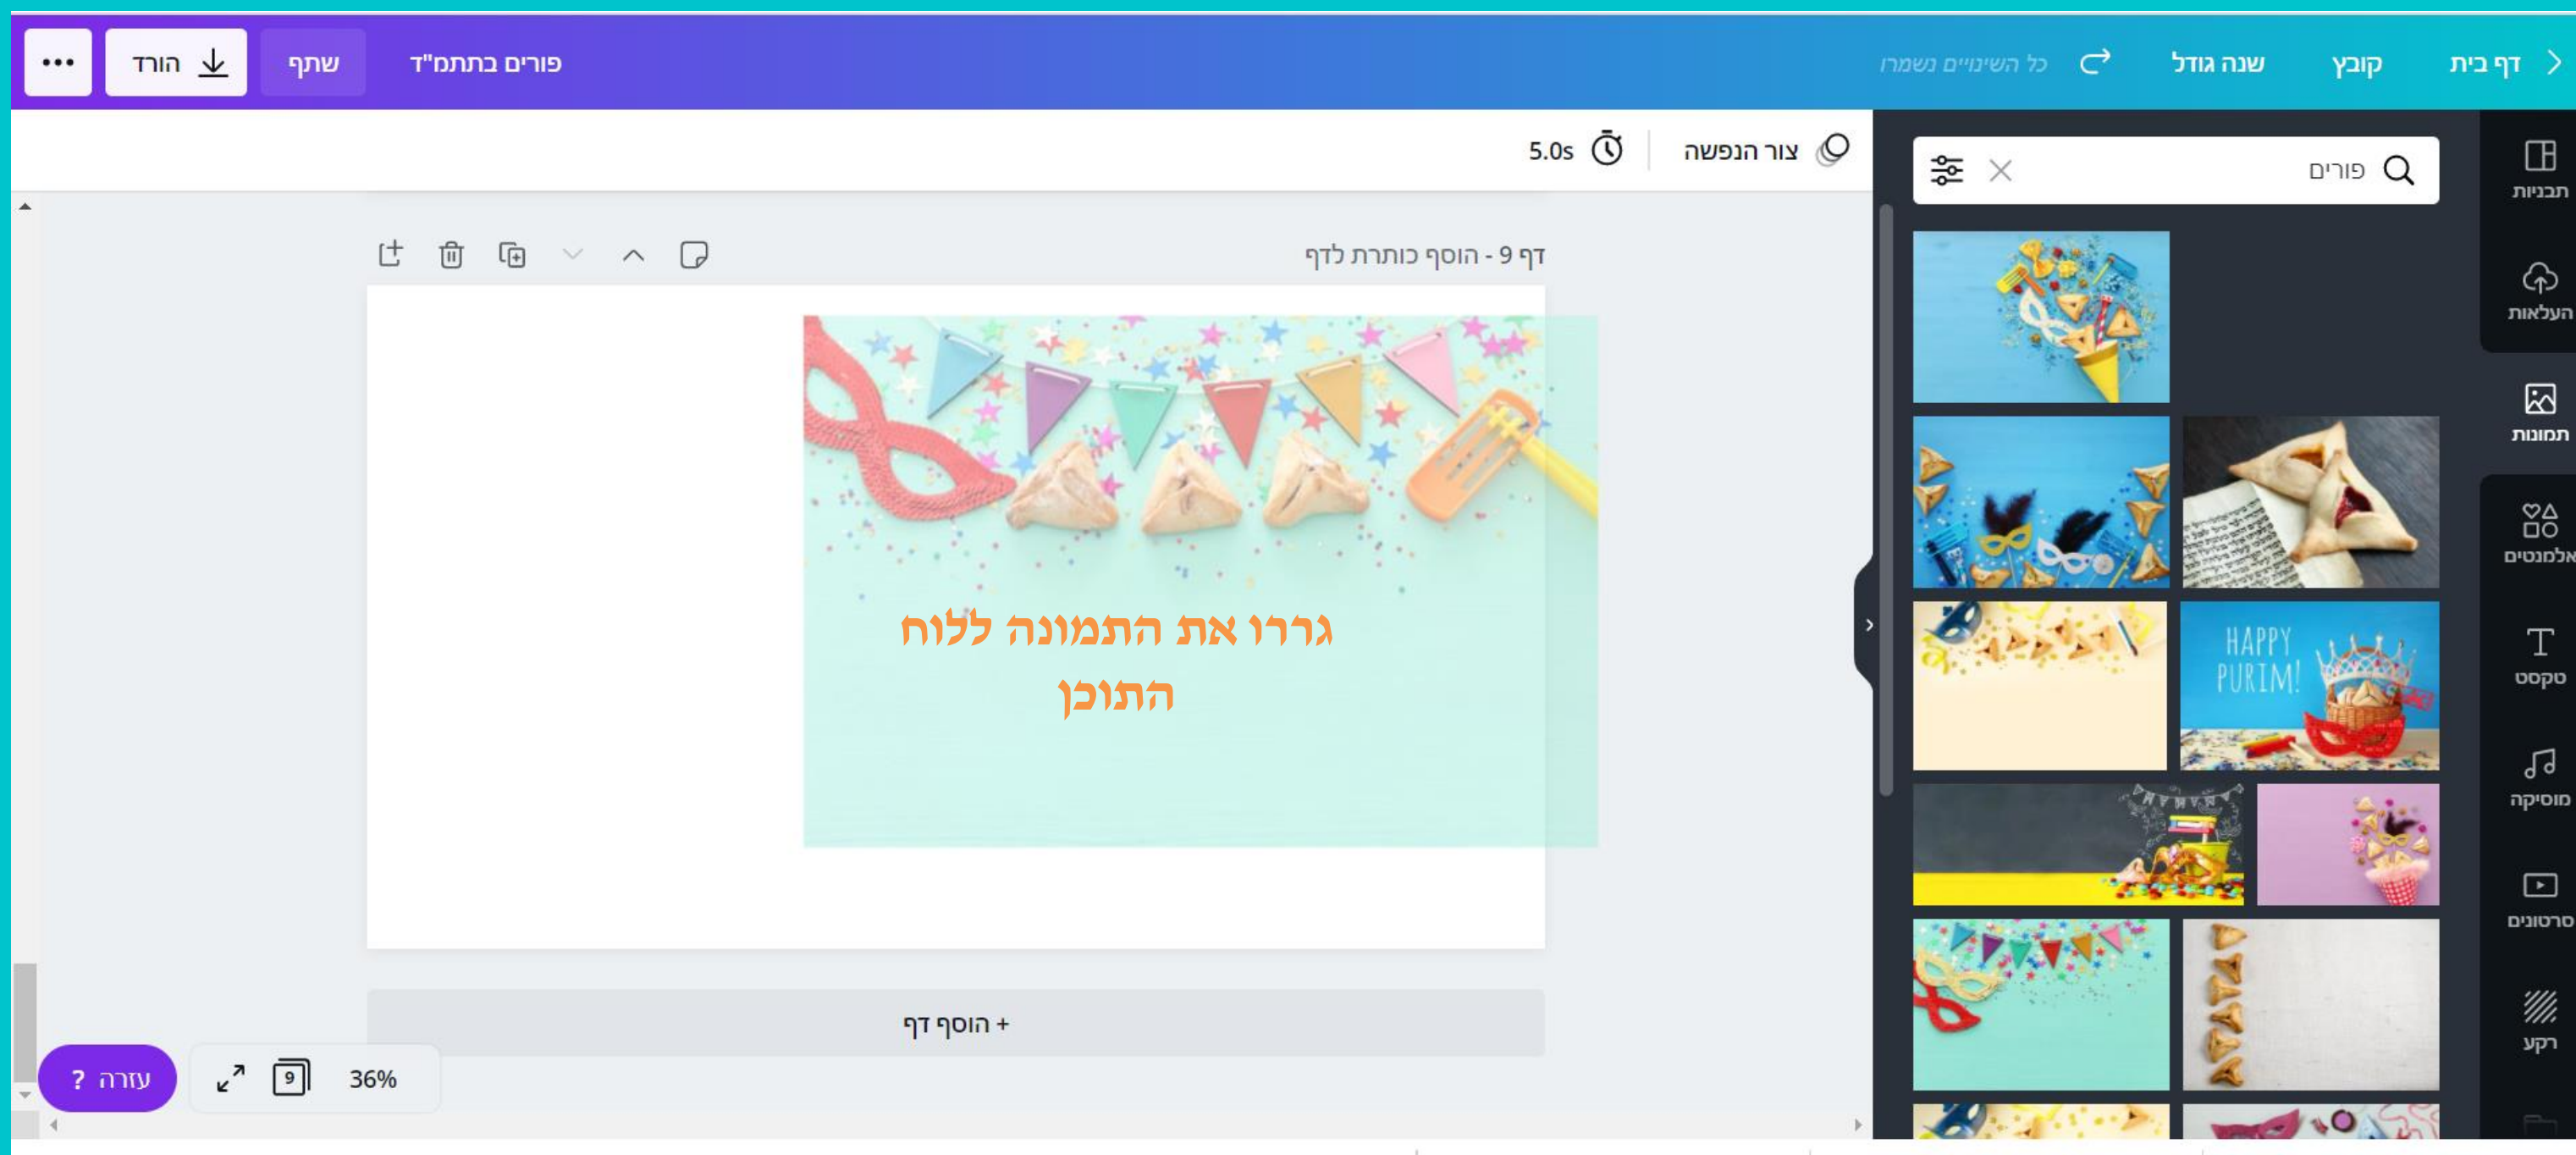 דף בית
קובץ
שנה גודל
כל השינויים נשמרו
פורים בתתמ"ד
שתף
הורד
צור הנפשה
5.0s
פורים
תבניות
העלאות
תמונות
אלמנטים
טקסט
מוסיקה
סרטונים
רקע
HAPPY
PURIM!
דף 9 - הוסף כותרת לדף
גררו את התמונה ללוח
התוכן
+ הוסף דף
36%
9
עזרה ?